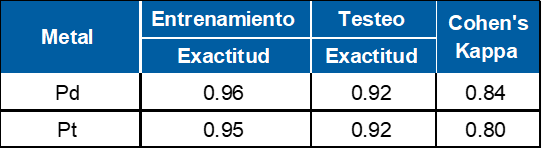 Metal Entrenamiento Testeo Cohen's Kappa
Exactitud Exactitud
Pd 0.96 0.92 0.84
Pt 0.95 0.92 0.80